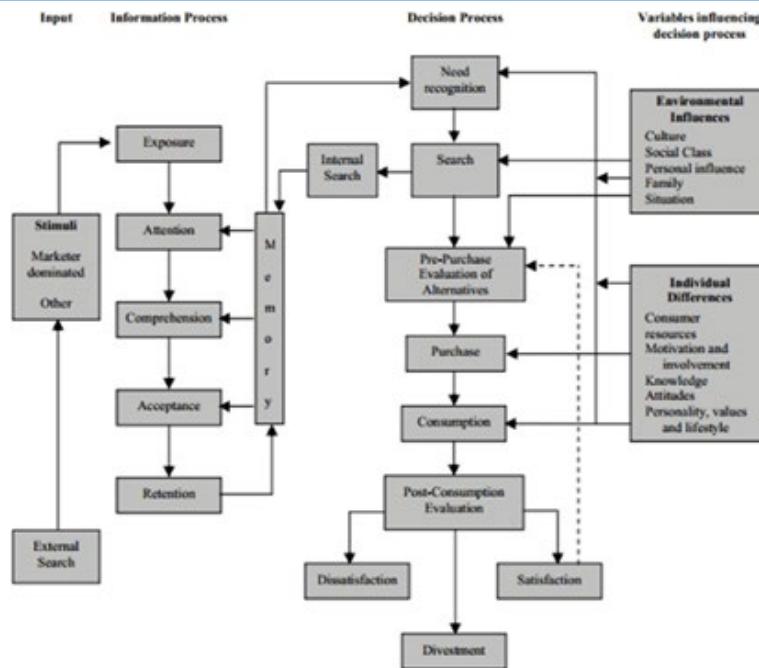 Input
Information Process
Decision Process
Variables influencing
decision process
Need
recognition
Environmental
Influences
Culture
Social Class
Personal influence
Family
Situation
Exposure
Internal
Search
Search
Stimuli
Marketer
dominated
Other
Attention
M
e
m
o
r
y
Pre-Purchase
Evaluation of
Alternatives
Individual
Differences
Consumer
resources
Motivation and
involvement
Knowledge
Attitudes
Personality, values
and lifestyle
Comprehension
Purchase
Acceptance
Consumption
Retention
Post-Consumption
Evaluation
External
Search
Dissatisfaction
Satisfaction
Divestment